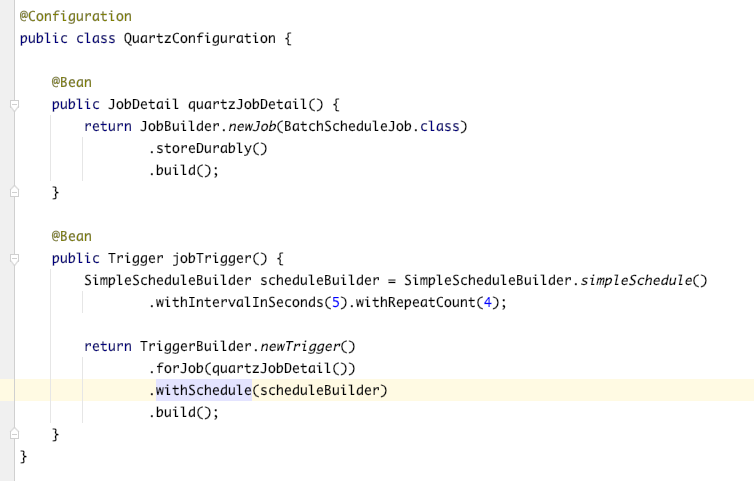 @Configuration
public class QuartzConfiguration {
@Bean
public JobDetail quartzJobDetail() {
return JobBuilder.newJob(BatchScheduleJob.class)
.storeDurably()
.build();
}
@Bean
public Trigger jobTrigger() {
SimpleScheduleBuilder scheduleBuilder = SimpleScheduleBuilder.simpleSchedule()
.withIntervalInSeconds(5).withRepeatCount(4);
return TriggerBuilder.newTrigger()
.forJob(quartzJobDetail())
.withSchedule(scheduleBuilder)
.build();
}
}